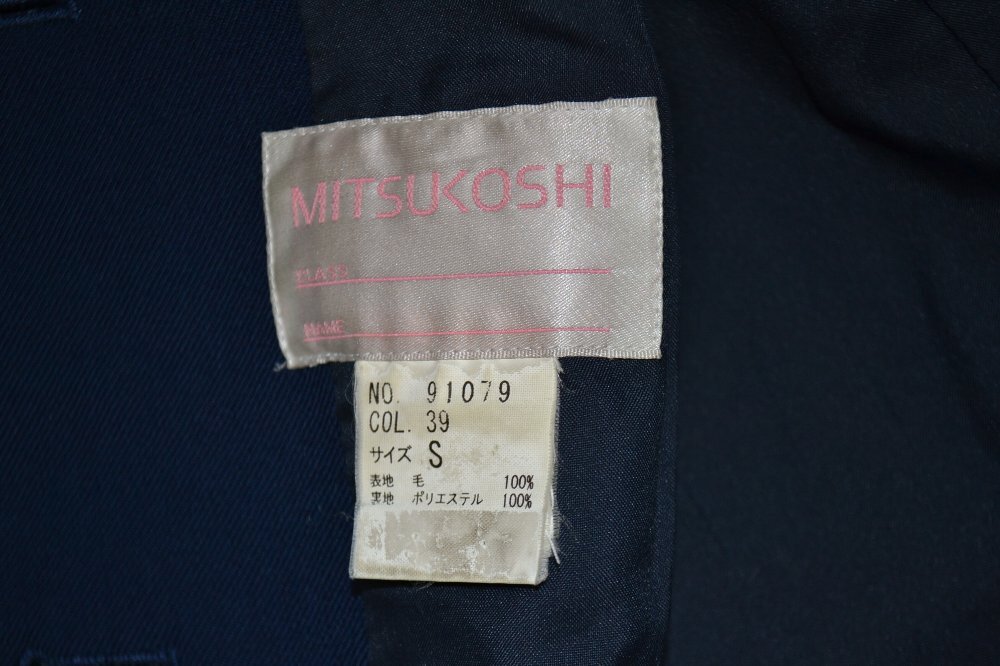 MITSUKOSHI
CLASS
NAME
NO. 91079
COL. 39
サイズ S
表地 毛 100%
裏地 ポリエステル 100%